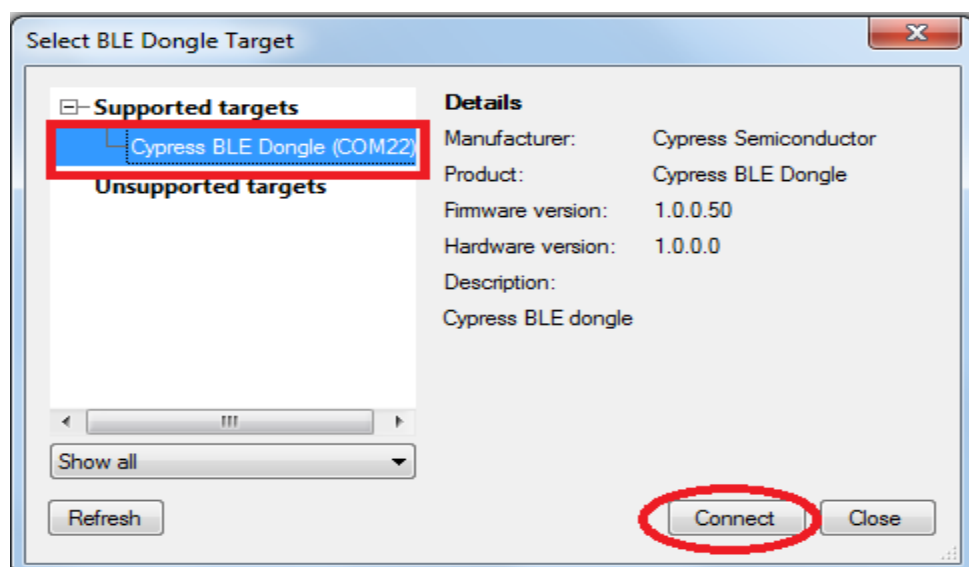 Select BLE Dongle Target
Supported targets
Cypress BLE Dongle (COM22)
Unsupported targets
Details
Manufacturer: Cypress Semiconductor
Product: Cypress BLE Dongle
Firmware version: 1.0.0.50
Hardware version: 1.0.0.0
Description:
Cypress BLE dongle
Show all
Refresh
Connect
Close